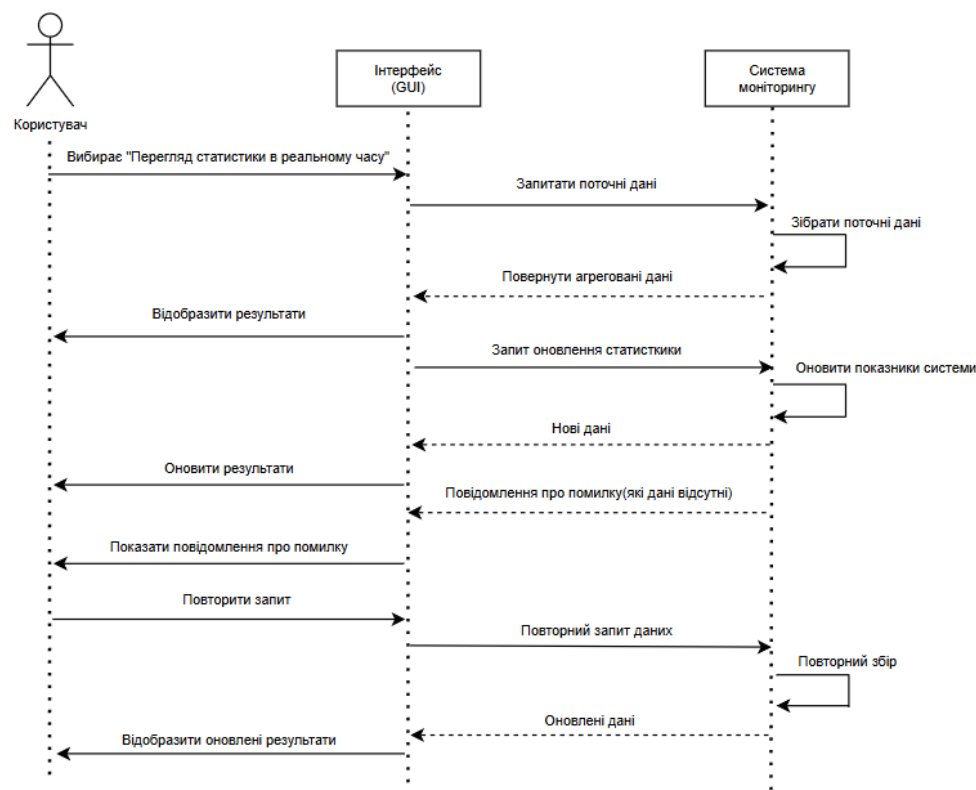 Інтерфейс
(GUI)
Система
моніторингу
Користувач
Вибирає "Перегляд статистики в реальному часу"
Запитати поточні дані
Зібрати поточні дані
Повернути агреговані дані
Відобразити результати
Запит оновлення статисткики
Оновити показники системи
Нові дані
Оновити результати
Повідомлення про помилку(які дані відсутні)
Показати повідомлення про помилку
Повторити запит
Повторний запит даних
Повторний збір
Оновлені дані
Відобразити оновлені результати